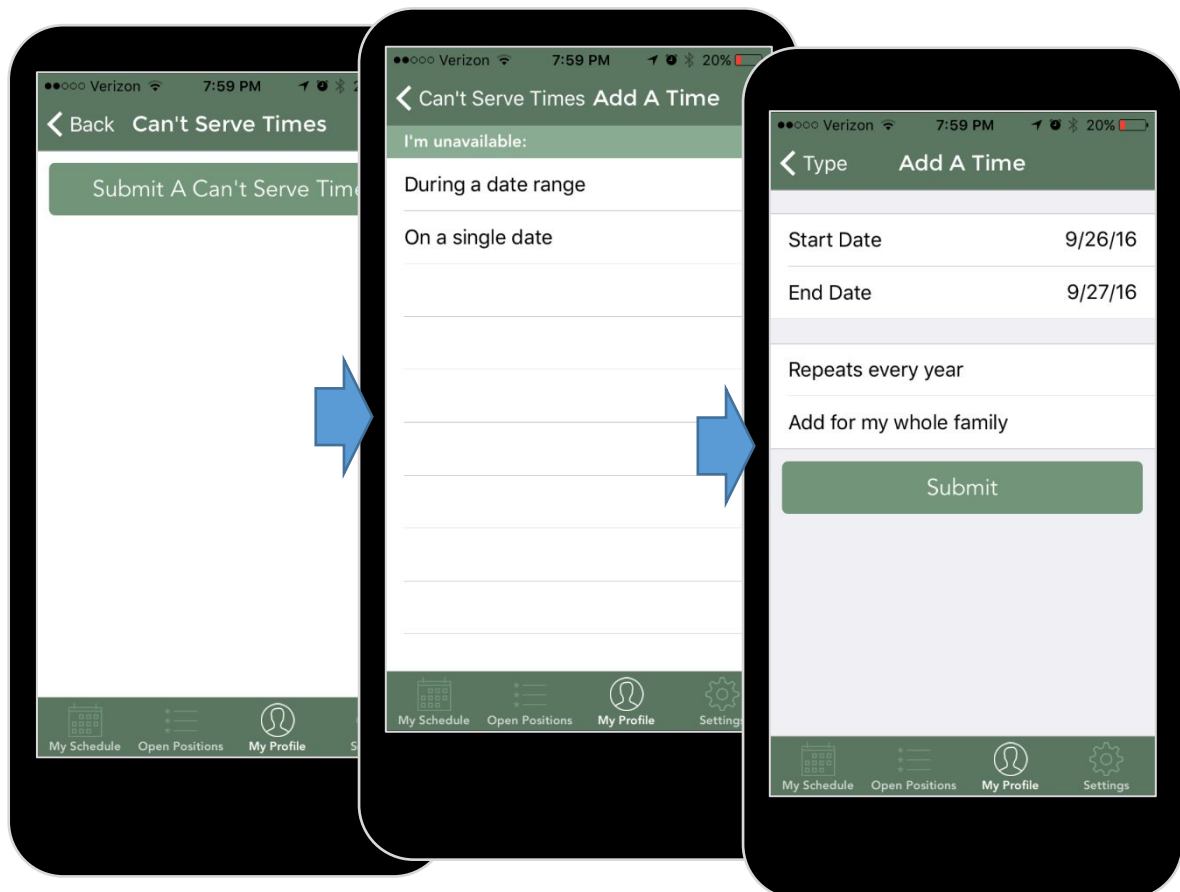 Verizon 7:59 PM
Back Can't Serve Times
Submit A Can't Serve
My Schedule Open Positions My Profile
Verizon 7:59 PM 20%
Can't Serve Times Add A Time
I'm unavailable:
During a date range
On a single date
My Schedule Open Positions My Profile Settings
Verizon 7:59 PM 20%
Type Add A Time
Start Date 9/26/16
End Date 9/27/16
Repeats every year
Add for my whole family
Submit
My Schedule Open Positions My Profile Settings